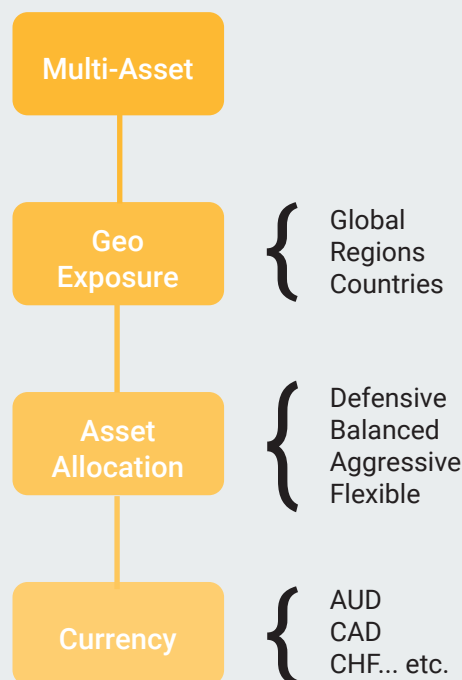 Multi-Asset
Geo
Exposure
Global
Regions
Countries
Asset
Allocation
Defensive
Balanced
Aggressive
Flexible
Currency
AUD
CAD
CHF... etc.